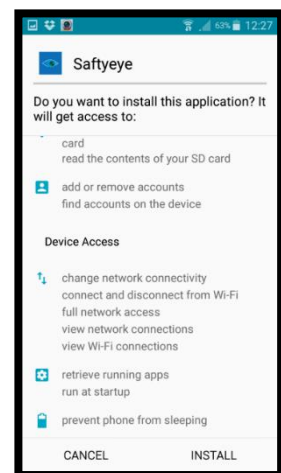 63% 12:27
Saftyeye
Do you want to install this application? It
will get access to:
card
read the contents of your SD card
add or remove accounts
find accounts on the device
Device Access
change network connectivity
connect and disconnect from Wi-Fi
full network access
view network connections
view Wi-Fi connections
retrieve running apps
run at startup
prevent phone from sleeping
CANCEL INSTALL